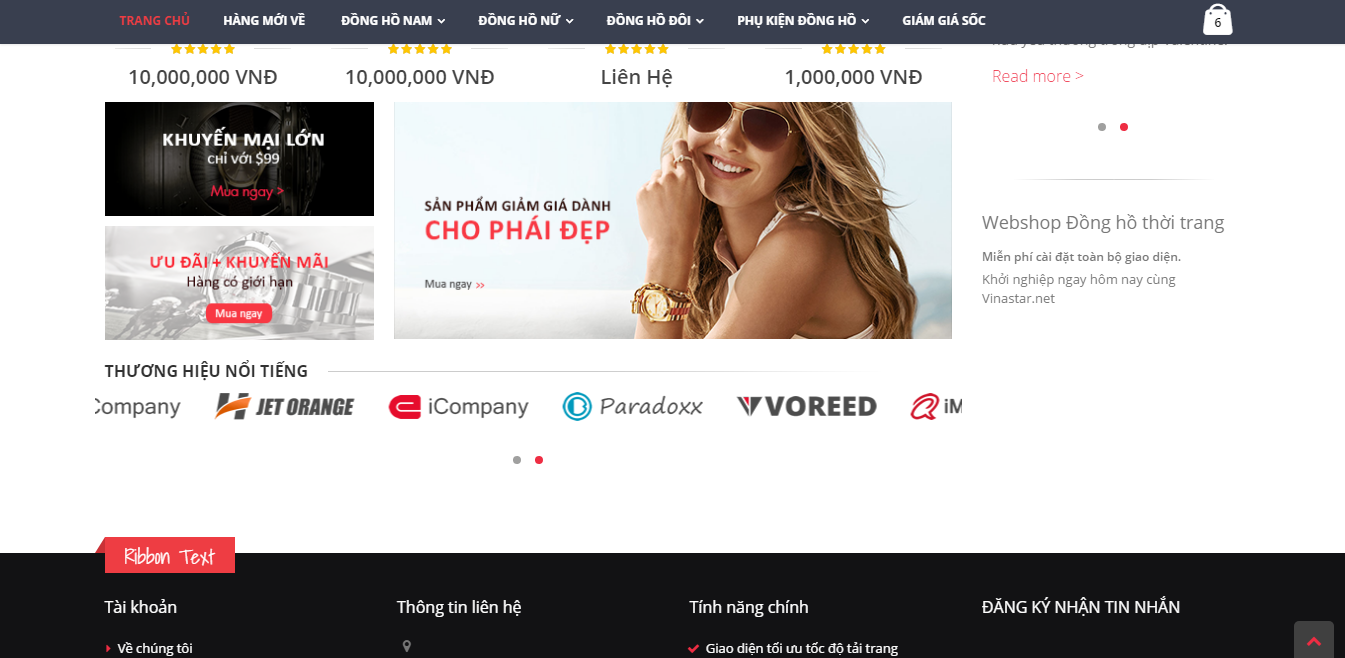 TRANG CHỦ HÀNG MỚI VỀ ĐỒNG HỒ NAM ĐỒNG HỒ NỮ ĐỒNG HỒ ĐÔI PHỤ KIỆN ĐỒNG HỒ GIẢM GIÁ SỐC 6
10,000,000 VNĐ 10,000,000 VNĐ Liên Hệ 1,000,000 VNĐ
Read more >
KHUYẾN MẠI LỚN
CHỈ VỚI $99
Mua ngay >
SẢN PHẨM GIẢM GIÁ DÀNH
CHO PHÁI ĐẸP
Mua ngay »
ƯU ĐÃI + KHUYẾN MÃI
Hàng có giới hạn
Mua ngay
Webshop Đồng hồ thời trang
Miễn phí cài đặt toàn bộ giao diện.
Khởi nghiệp ngay hôm nay cùng
Vinastar.net
THƯƠNG HIỆU NỔI TIẾNG
Company JET ORANGE iCompany Paradoxx VOREED iM
Ribbon Text
Tài khoản Thông tin liên hệ Tính năng chính ĐĂNG KÝ NHẬN TIN NHẮN
Về chúng tôi Giao diện tối ưu tốc độ tải trang